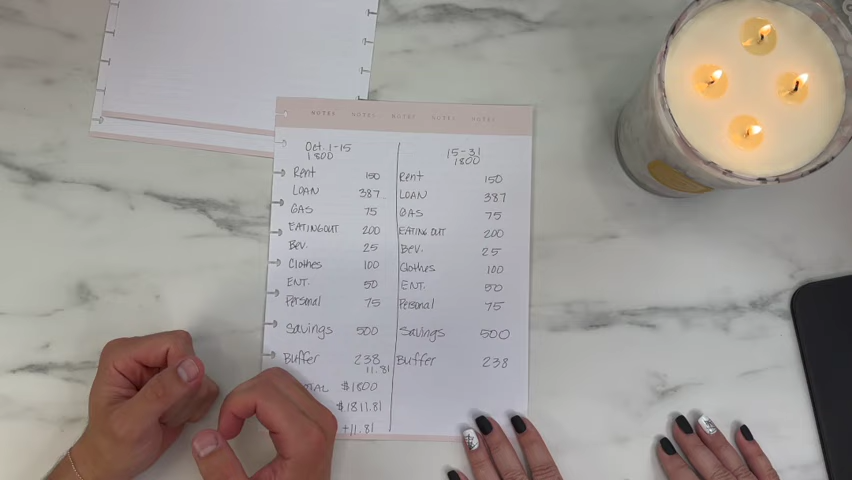 NOTES NOTES NOTES NOTES NOTES
Oct. 1-15
1800
Rent 150
LOAN 387
GAS 75
EATING OUT 200
Bev. 25
Clothes 100
ENT. 50
Personal 75
Savings 500
Buffer 238
11.81
$1800
$1811.81
+11.81
15-31
1800
Rent 150
LOAN 387
GAS 75
EATING OUT 200
Bev. 25
Clothes 100
ENT. 50
Personal 75
Savings 500
Buffer 238